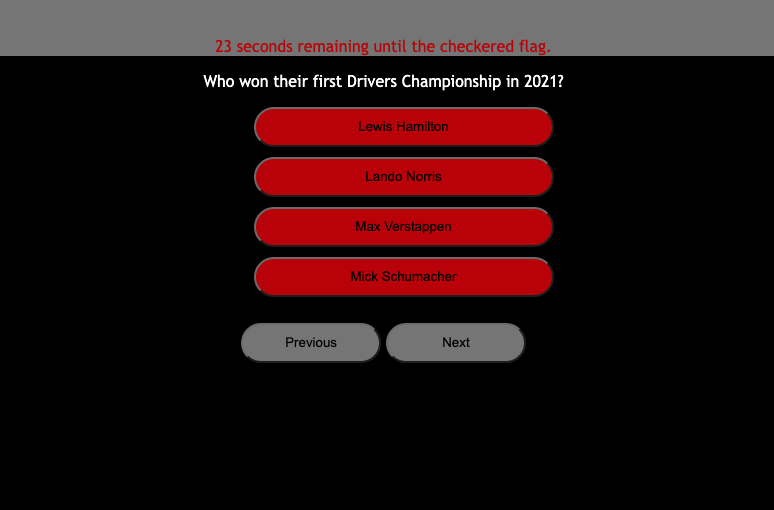 23 seconds remaining until the checkered flag.
Who won their first Drivers Championship in 2021?
Lewis Hamilton
Lando Norris
Max Verstappen
Mick Schumacher
Previous Next